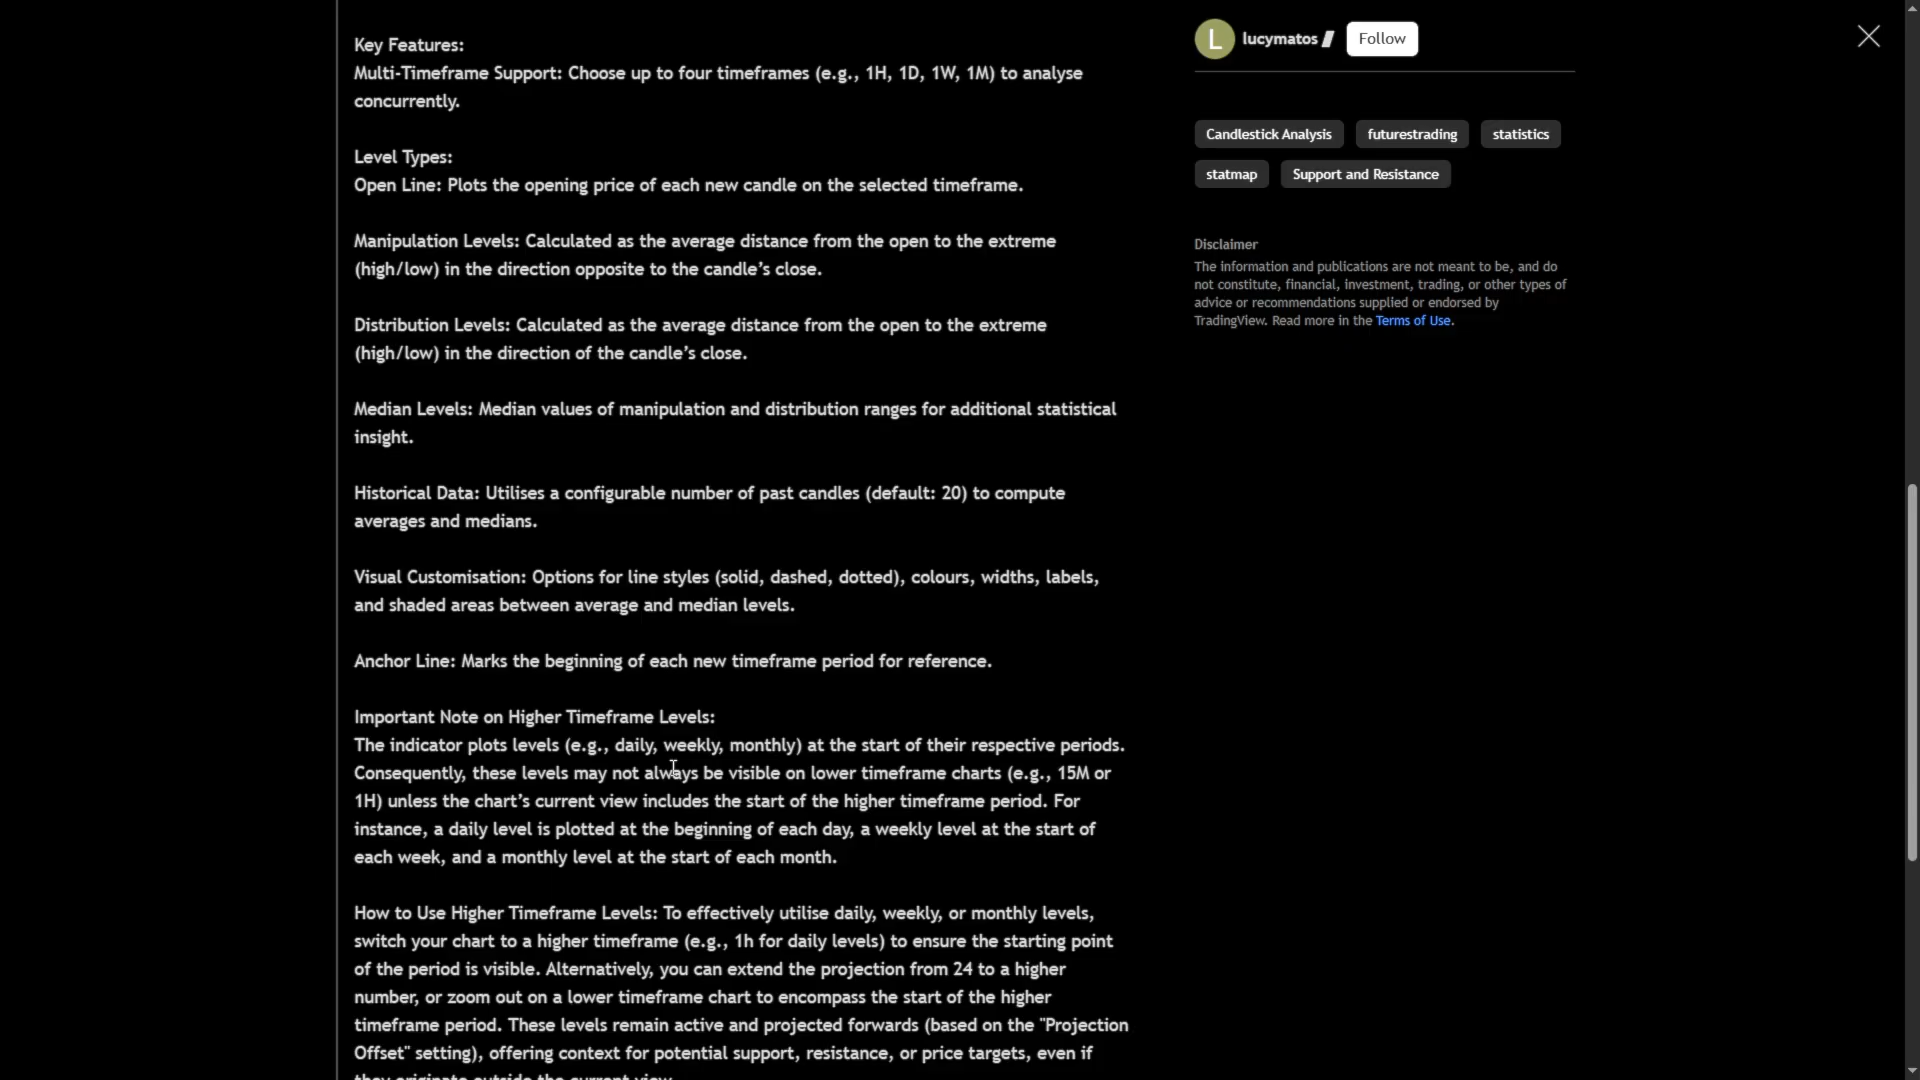 Key Features:
Multi-Timeframe Support: Choose up to four timeframes (e.g., 1H, 1D, 1W, 1M) to analyse
concurrently.
Level Types:
Open Line: Plots the opening price of each new candle on the selected timeframe.
Manipulation Levels: Calculated as the average distance from the open to the extreme
(high/low) in the direction opposite to the candle’s close.
Distribution Levels: Calculated as the average distance from the open to the extreme
(high/low) in the direction of the candle’s close.
Median Levels: Median values of manipulation and distribution ranges for additional statistical
insight.
Historical Data: Utilises a configurable number of past candles (default: 20) to compute
averages and medians.
Visual Customisation: Options for line styles (solid, dashed, dotted), colours, widths, labels,
and shaded areas between average and median levels.
Anchor Line: Marks the beginning of each new timeframe period for reference.
Important Note on Higher Timeframe Levels:
The indicator plots levels (e.g., daily, weekly, monthly) at the start of their respective periods.
Consequently, these levels may not always be visible on lower timeframe charts (e.g., 15M or
1H) unless the chart’s current view includes the start of the higher timeframe period. For
instance, a daily level is plotted at the beginning of each day, a weekly level at the start of
each week, and a monthly level at the start of each month.
How to Use Higher Timeframe Levels: To effectively utilise daily, weekly, or monthly levels,
switch your chart to a higher timeframe (e.g., 1h for daily levels) to ensure the starting point
of the period is visible. Alternatively, you can extend the projection from 24 to a higher
number, or zoom out on a lower timeframe chart to encompass the start of the higher
timeframe period. These levels remain active and projected forwards (based on the "Projection
Offset" setting), offering context for potential support, resistance, or price targets, even if
they originate outside the current view.
L lucymatos Follow
Candlestick Analysis futurestrading statistics
statmap Support and Resistance
Disclaimer
The information and publications are not meant to be, and do
not constitute, financial, investment, trading, or other types of
advice or recommendations supplied or endorsed by
TradingView. Read more in the Terms of Use.